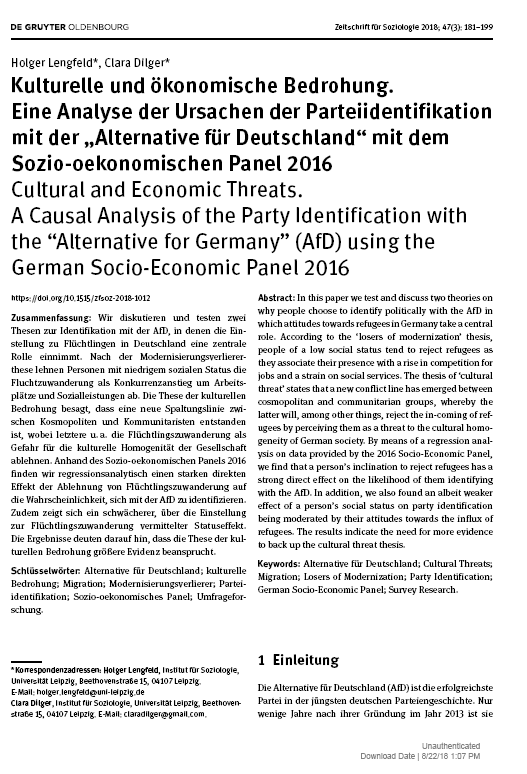 DE GRUYTER OLDENBOURG
Zeitschrift für Soziologie 2018; 47(3): 181–199
Holger Lengfeld*, Clara Dilger*
Kulturelle und ökonomische Bedrohung.
Eine Analyse der Ursachen der Parteiidentifikation
mit der „Alternative für Deutschland“ mit dem
Sozio-oekonomischen Panel 2016
Cultural and Economic Threats.
A Causal Analysis of the Party Identification with
the “Alternative for Germany” (AfD) using the
German Socio-Economic Panel 2016
https://doi.org/10.1515/zfsoz-2018-1012
Zusammenfassung: Wir diskutieren und testen zwei
Thesen zur Identifikation mit der AfD, in denen die Ein-
stellung zu Flüchtlingen in Deutschland eine zentrale
Rolle einnimmt. Nach der Modernisierungsverlierer-
these lehnen Personen mit niedrigem sozialen Status die
Fluchtzuwanderung als Konkurrenzanstieg um Arbeits-
plätze und Sozialleistungen ab. Die These der kulturellen
Bedrohung besagt, dass eine neue Spaltungslinie zwi-
schen Kosmopoliten und Kommunitaristen entstanden
ist, wobei letztere u. a. die Flüchtlingszuwanderung als
Gefahr für die kulturelle Homogenität der Gesellschaft
ablehnen. Anhand des Sozio-oekonomischen Panels 2016
finden wir regressionsanalytisch einen starken direkten
Effekt der Ablehnung von Flüchtlingszuwanderung auf
die Wahrscheinlichkeit, sich mit der AfD zu identifizieren.
Zudem zeigt sich ein schwächerer, über die Einstellung
zur Flüchtlingszuwanderung vermittelter Statuseffekt.
Die Ergebnisse deuten darauf hin, dass die These der kul-
turellen Bedrohung größere Evidenz beansprucht.
Schlüsselwörter: Alternative für Deutschland; kulturelle
Bedrohung; Migration; Modernisierungsverlierer; Partei-
identifikation; Sozio-oekonomisches Panel; Umfragefor-
schung.
*Korrespondenzadressen: Holger Lengfeld, Institut für Soziologie,
Universität Leipzig, Beethovenstraße 15, 04107 Leipzig,
E-Mail: holger.lengfeld@uni-leipzig.de
Clara Dilger, Institut für Soziologie, Universität Leipzig, Beethoven-
straße 15, 04107 Leipzig, E-Mail: claradilger@gmail.com,
Abstract: In this paper we test and discuss two theories on
why people choose to identify politically with the AfD in
which attitudes towards refugees in Germany take a central
role. According to the ‘losers of modernization’ thesis,
people of a low social status tend to reject refugees as
they associate their presence with a rise in competition for
jobs and a strain on social services. The thesis of ‘cultural
threat’ states that a new conflict line has emerged between
cosmopolitan and communitarian groups, whereby the
latter will, among other things, reject the in-coming of ref-
ugees by perceiving them as a threat to the cultural homo-
geneity of German society. By means of a regression anal-
ysis on data provided by the 2016 Socio-Economic Panel,
we find that a person’s inclination to reject refugees has a
strong direct effect on the likelihood of them identifying
with the AfD. In addition, we also found an albeit weaker
effect of a person’s social status on party identification
being moderated by their attitudes towards the influx of
refugees. The results indicate the need for more evidence
to back up the cultural threat thesis.
Keywords: Alternative für Deutschland; Cultural Threats;
Migration; Losers of Modernization; Party Identification;
German Socio-Economic Panel; Survey Research.
1 Einleitung
Die Alternative für Deutschland (AfD) ist die erfolgreichste
Partei in der jüngsten deutschen Parteiengeschichte. Nur
wenige Jahre nach ihrer Gründung im Jahr 2013 ist sie
Unauthenticated
Download Date | 8/22/18 1:07 PM